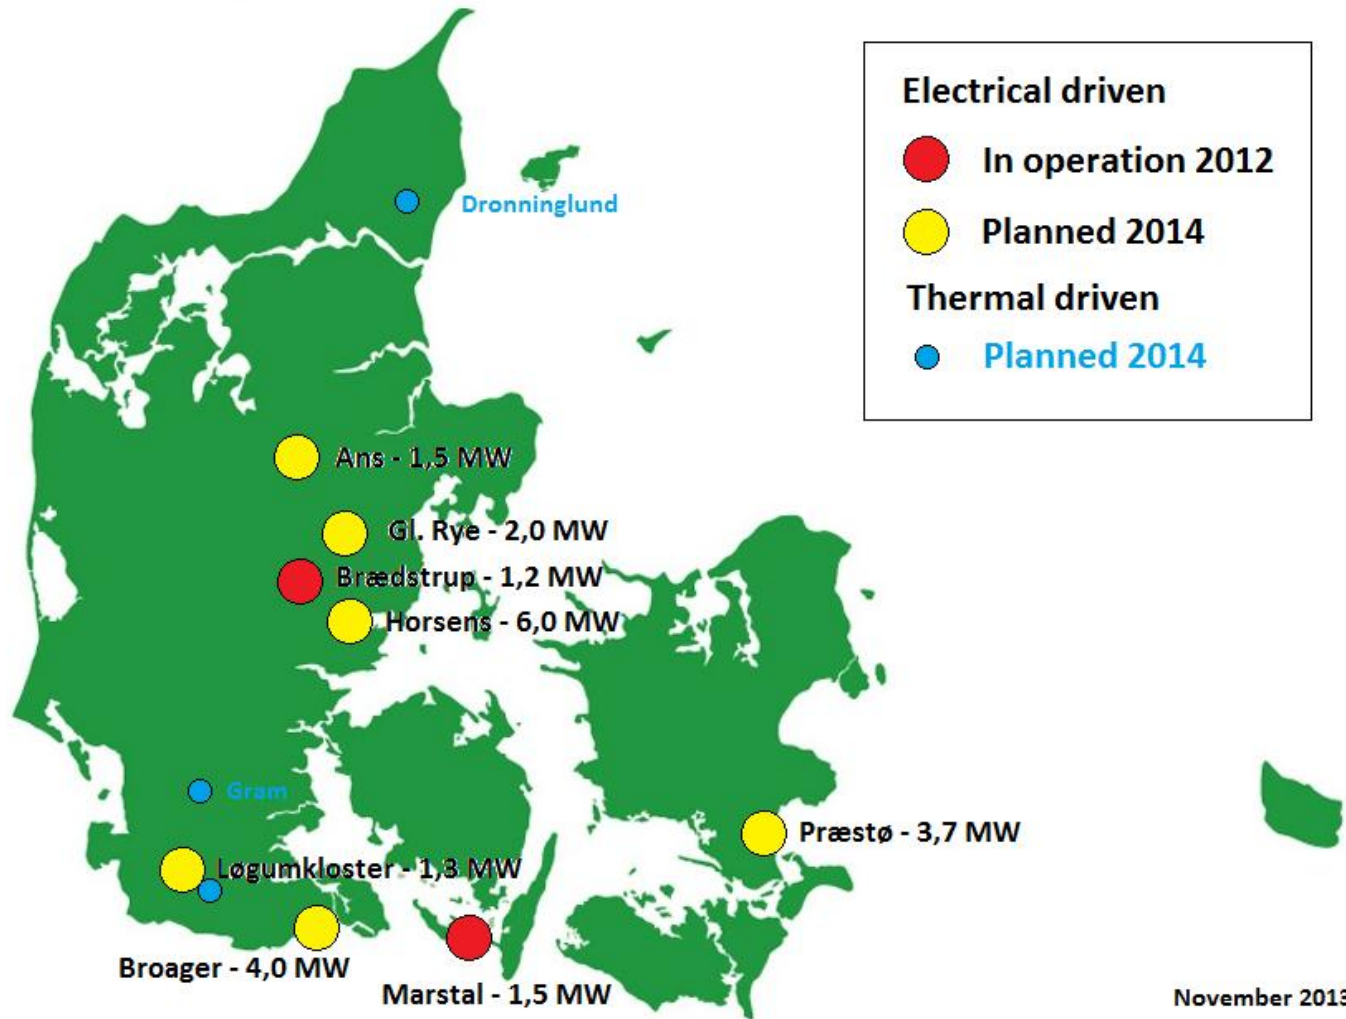 Electrical driven
In operation 2012
Planned 2014
Thermal driven
Planned 2014
Dronninglund
Ans - 1,5 MW
Gl. Rye - 2,0 MW
Brædstrup - 1,2 MW
Horsens - 6,0 MW
Gram
Præstø - 3,7 MW
Løgumkloster - 1,3 MW
Broager - 4,0 MW
Marstal - 1,5 MW
November 2013